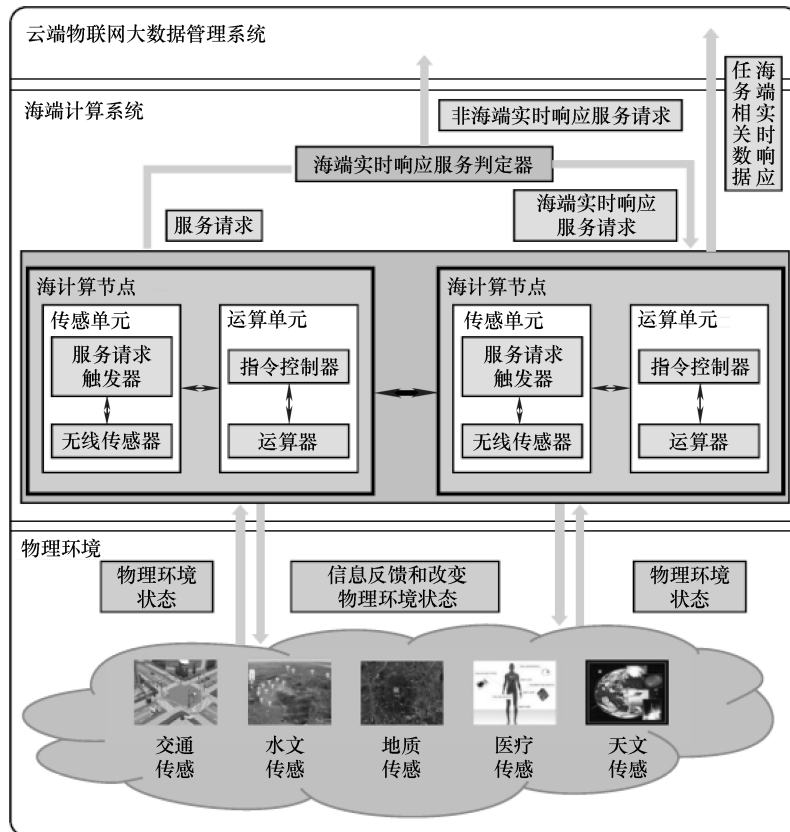 云端物联网大数据管理系统
海端计算系统
非海端实时响应服务请求
海端实时响应
任务相关数据
海端实时响应服务判定器
服务请求
海端实时响应
服务请求
海计算节点
传感单元
服务请求
触发器
无线传感器
运算单元
指令控制器
运算器
海计算节点
传感单元
服务请求
触发器
无线传感器
运算单元
指令控制器
运算器
物理环境
物理环境
状态
信息反馈和改变
物理环境状态
物理环境
状态
交通
传感
水文
传感
地质
传感
医疗
传感
天文
传感